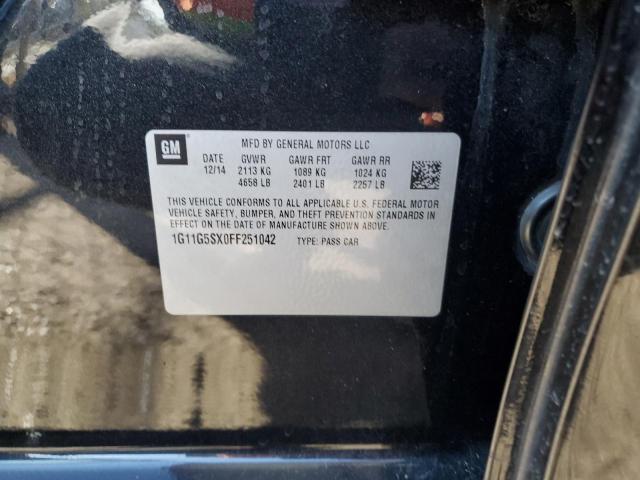 GM
MFD BY GENERAL MOTORS LLC
DATE GVWR GAWR FRT GAWR RR
12/14 2113 KG 1089 KG 1024 KG
4658 LB 2401 LB 2257 LB
THIS VEHICLE CONFORMS TO ALL APPLICABLE U.S. FEDERAL MOTOR
VEHICLE SAFETY, BUMPER, AND THEFT PREVENTION STANDARDS IN
EFFECT ON THE DATE OF MANUFACTURE SHOWN ABOVE.
1G11G5SX0FF251042 TYPE: PASS CAR